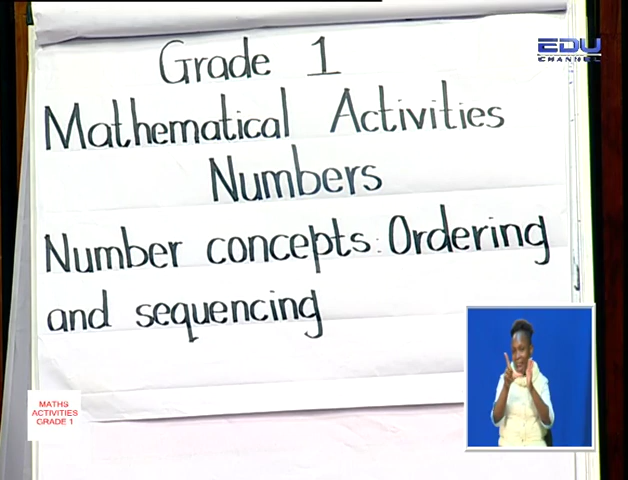 EDU
CHANNEL
Grade 1
Mathematical Activities
Numbers
Number concepts: Ordering
and sequencing
MATHS
ACTIVITIES
GRADE 1